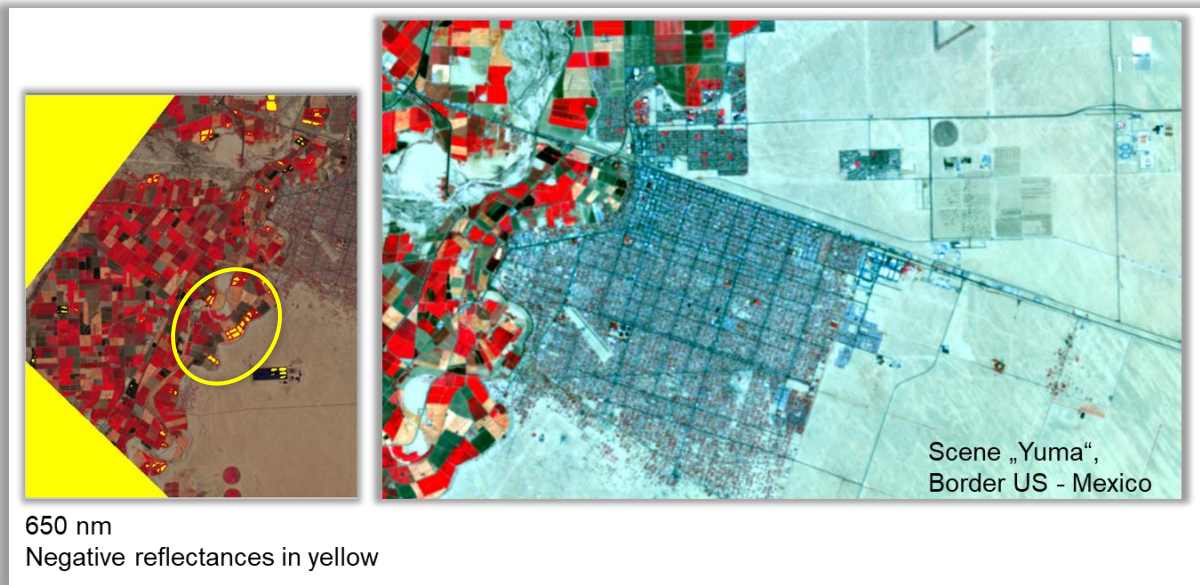 Scene „Yuma“,
Border US - Mexico
650 nm
Negative reflectances in yellow